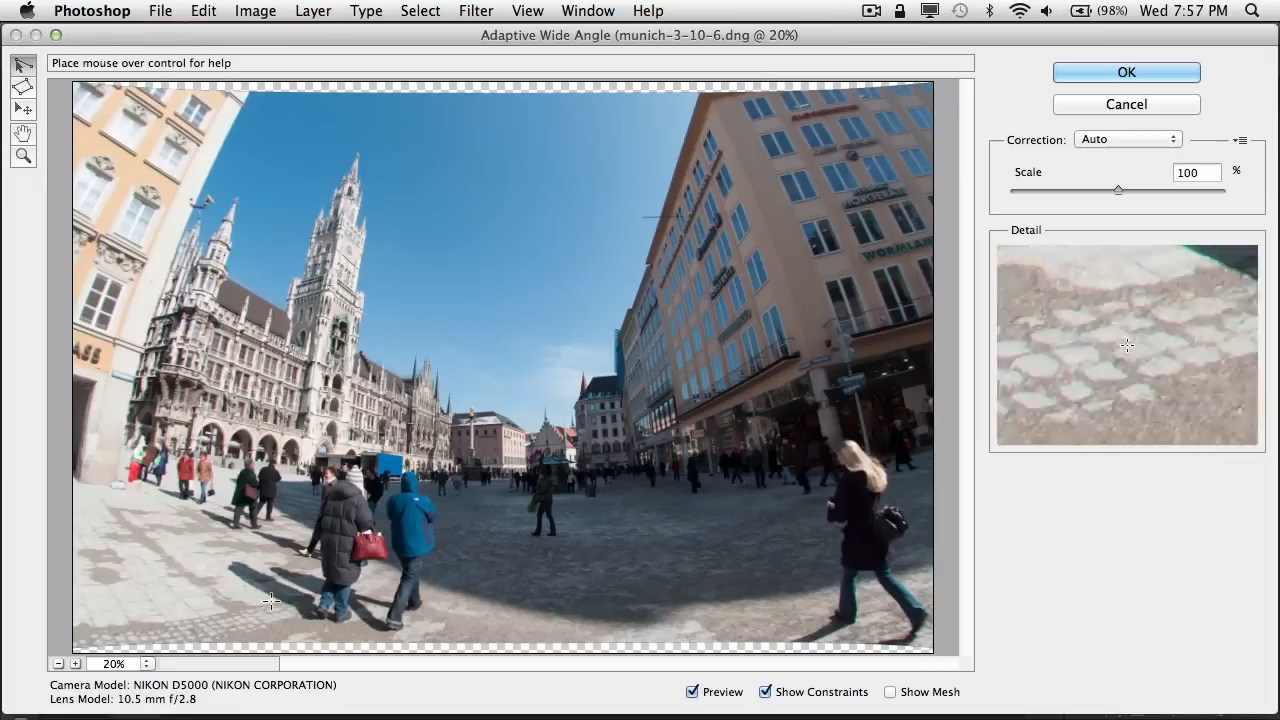 Photoshop File Edit Image Layer Type Select Filter View Window Help (98%) Wed 7:57 PM
Adaptive Wide Angle (munich-3-10-6.dng @ 20%)
Place mouse over control for help
OK
Cancel
Correction: Auto
Scale 100 %
Detail
WORMLAND
ASS
20%
Camera Model: NIKON D5000 (NIKON CORPORATION)
Lens Model: 10.5 mm f/2.8
Preview Show Constraints Show Mesh